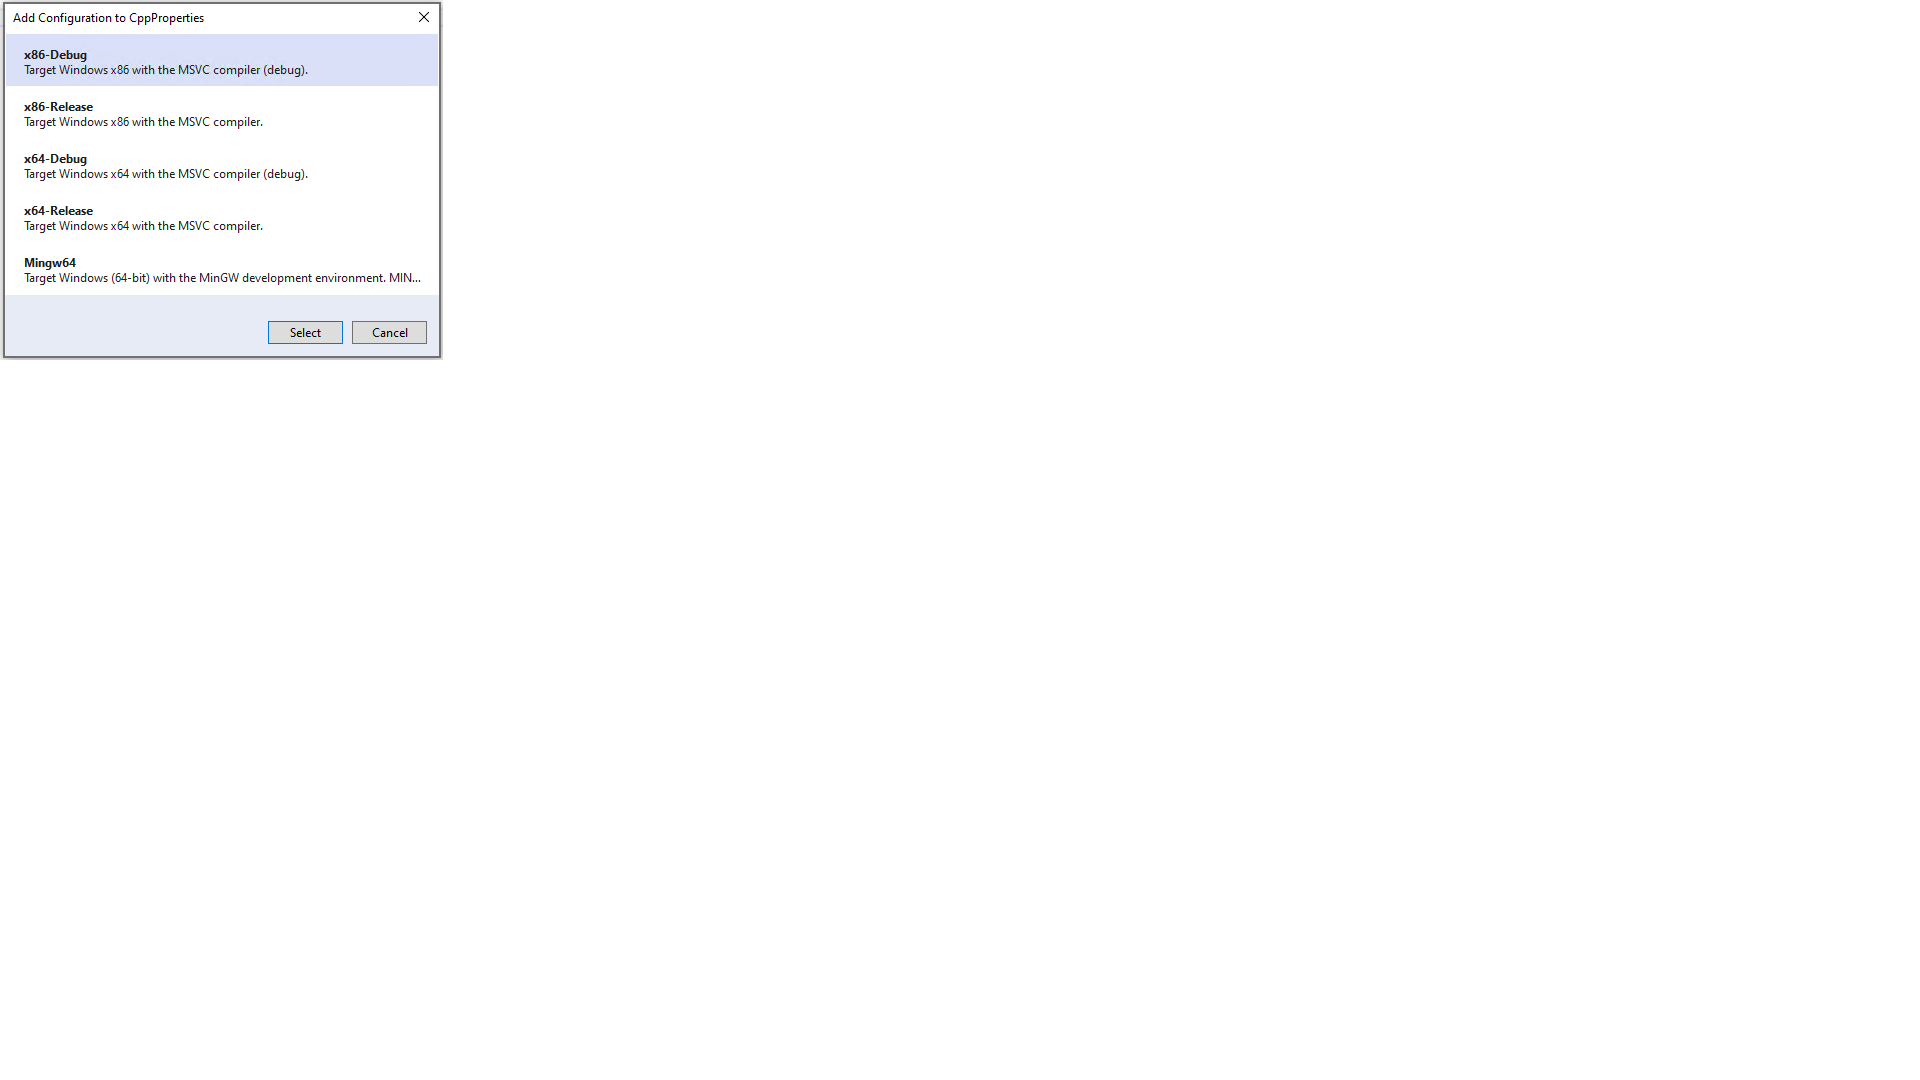 Add Configuration to CppProperties
x86-Debug
Target Windows x86 with the MSVC compiler (debug).
x86-Release
Target Windows x86 with the MSVC compiler.
x64-Debug
Target Windows x64 with the MSVC compiler (debug).
x64-Release
Target Windows x64 with the MSVC compiler.
Mingw64
Target Windows (64-bit) with the MinGW development environment. MIN...
Select Cancel